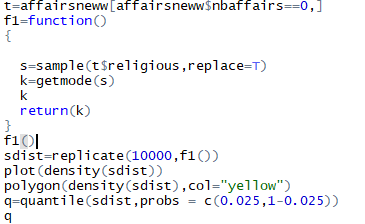 t=affairsneww[affairsneww$nbaffairs==0,]
f1=function()
{
s=sample(t$religious,replace=T)
k=getmode(s)
k
return(k)
}
f1()
sdist=replicate(10000,f1())
plot(density(sdist))
polygon(density(sdist),col="yellow")
q=quantile(sdist,probs = c(0.025,1-0.025))
q